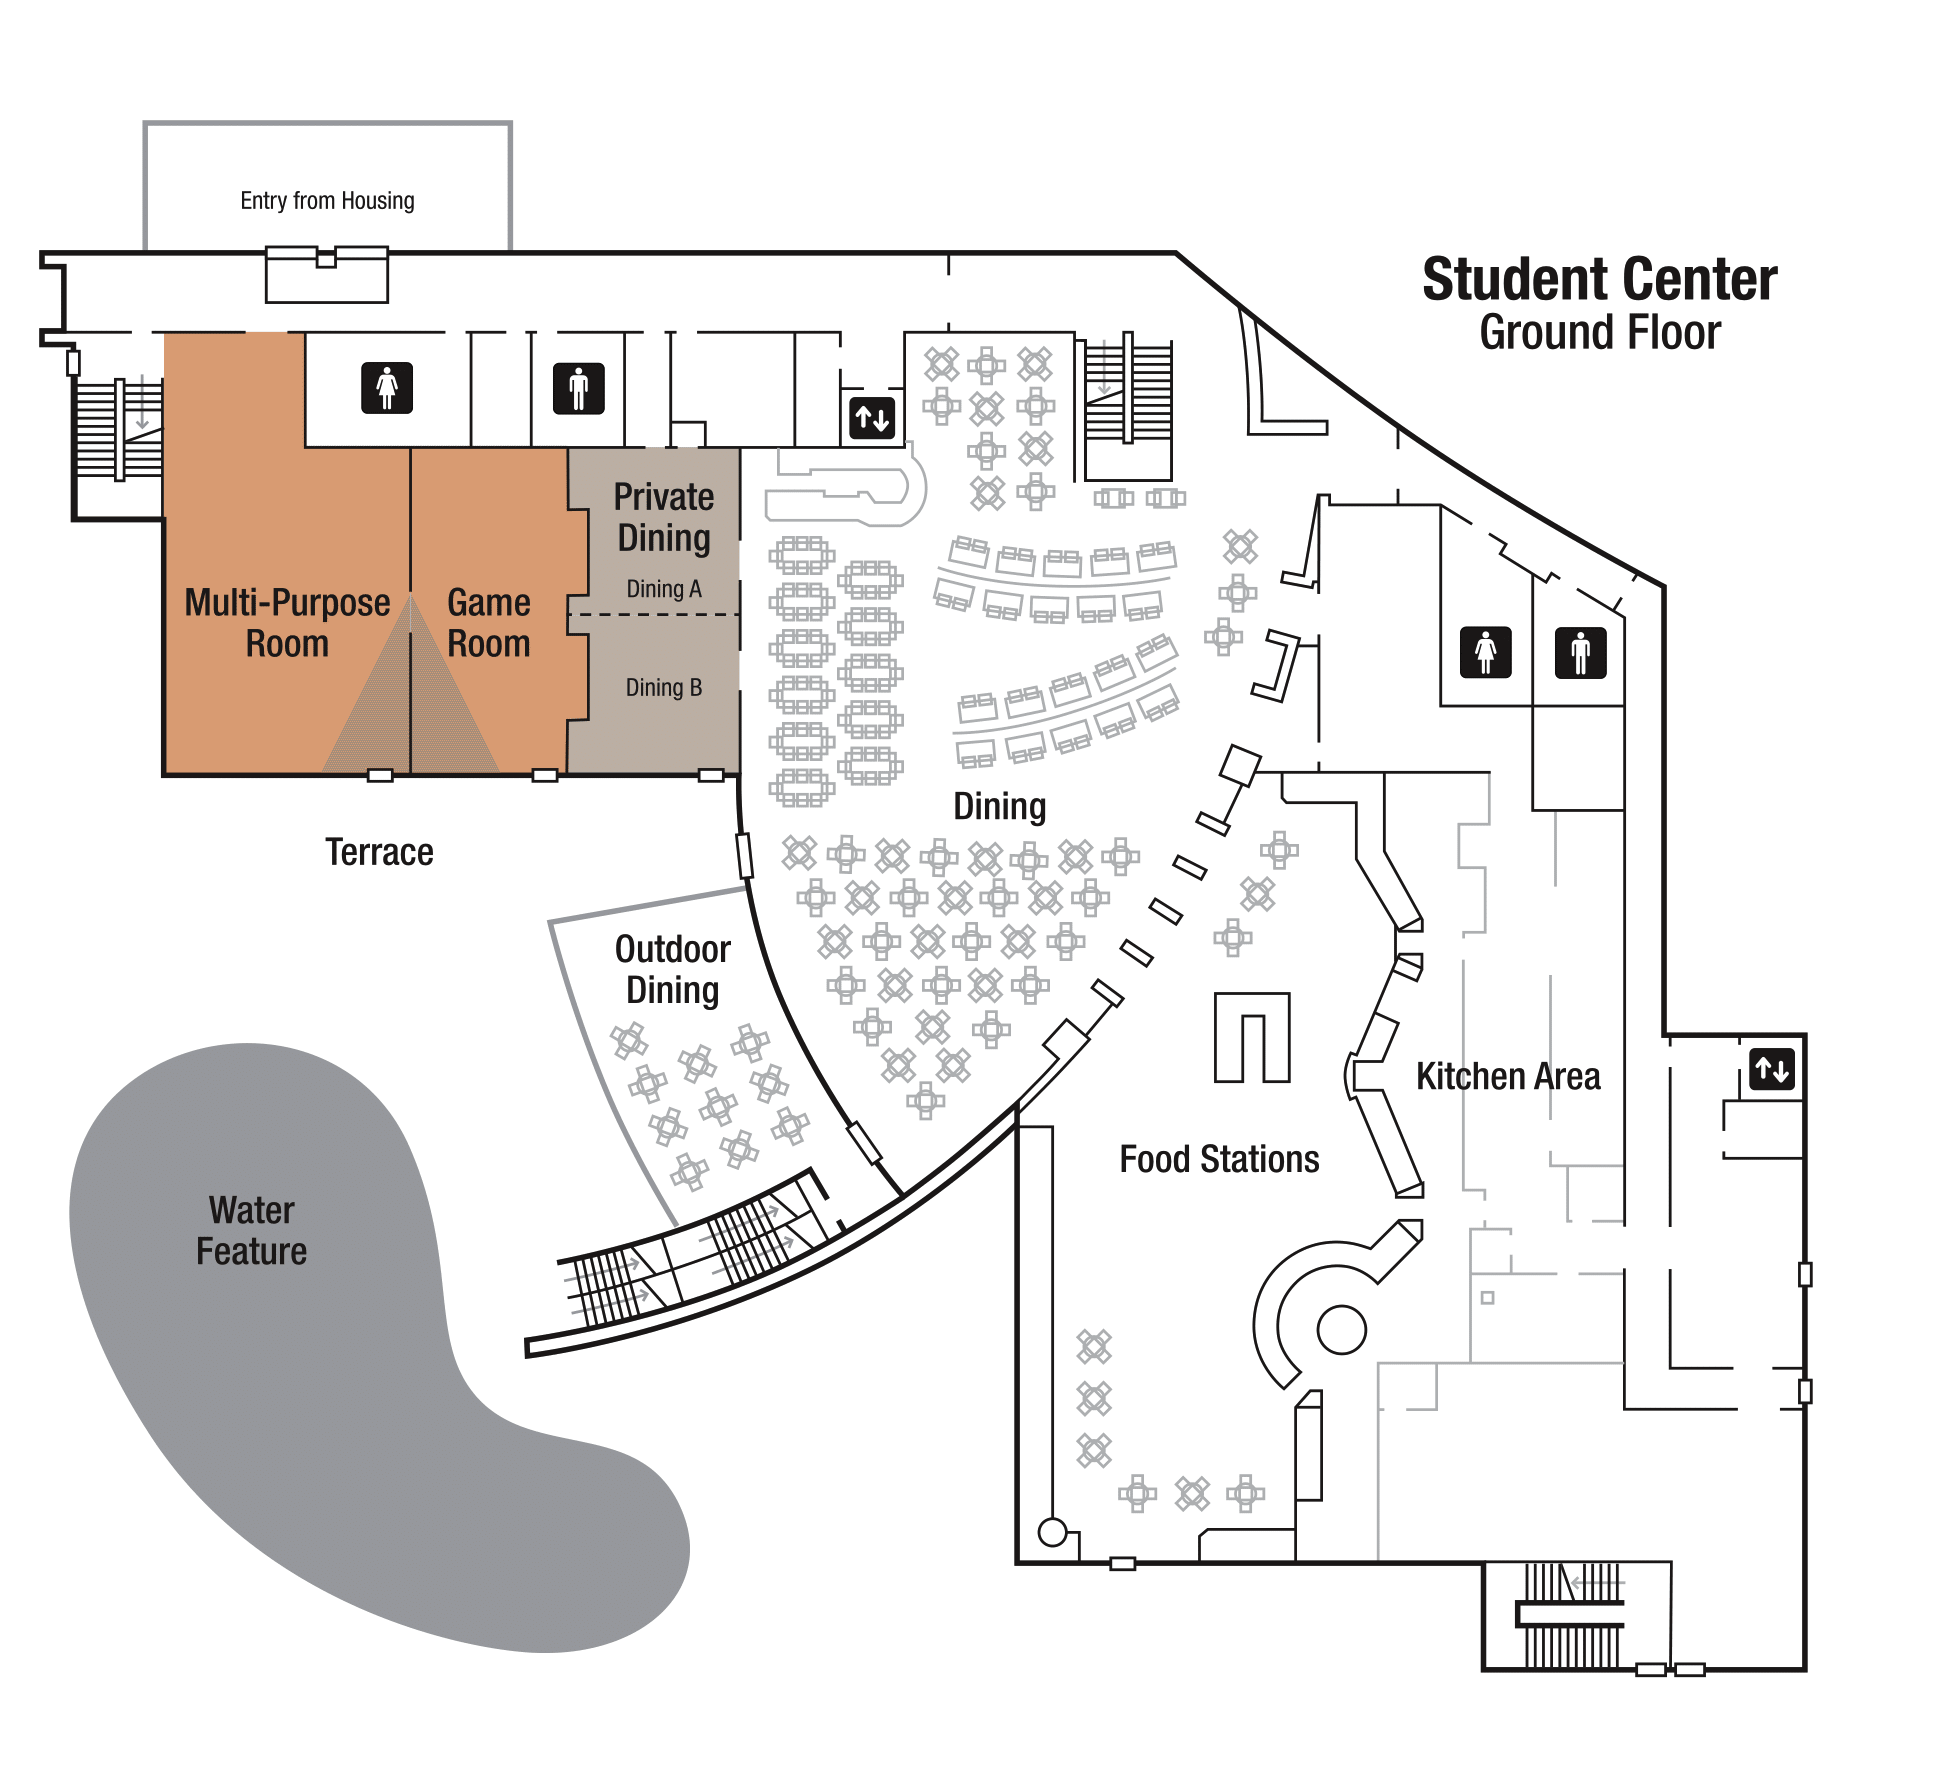 Entry from Housing
Student Center
Ground Floor
Private
Dining
Dining A
Multi-Purpose
Room
Game
Room
Dining B
Dining
Terrace
Outdoor
Dining
Kitchen Area
Food Stations
Water
Feature